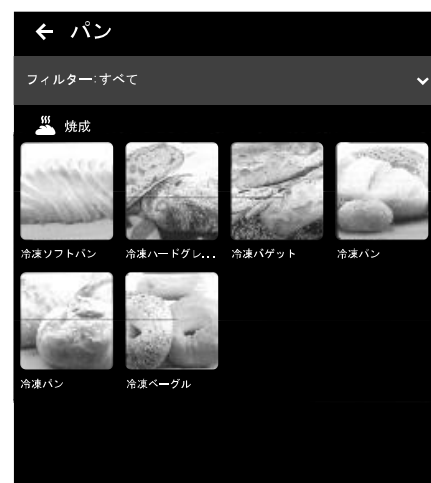 ← パン
フィルター:すべて
焼成
冷凍ソフトパン
冷凍ハードグレ...
冷凍バゲット
冷凍パン
冷凍パン
冷凍ベーグル